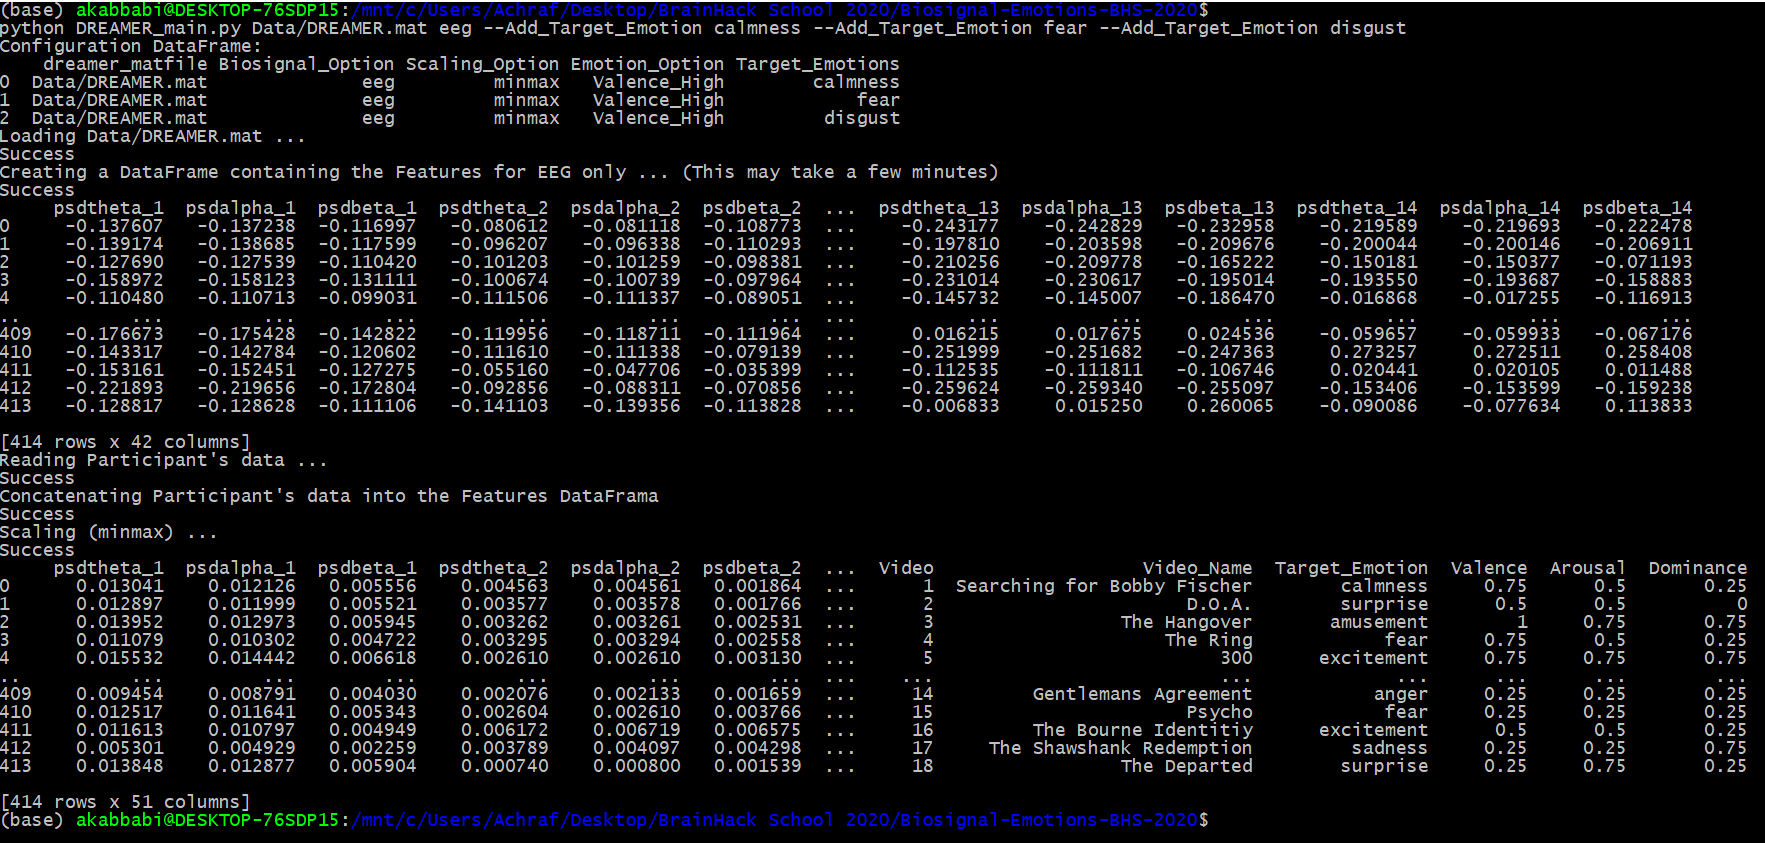 (base) akabbabi@DESKTOP-76SDP15:/mnt/c/Users/Achraf/Desktop/BrainHack School 2020/Biosignal-Emotions-BHS-2020$
python DREAMER_main.py Data/DREAMER.mat eeg --Add_Target_Emotion calmness --Add_Target_Emotion fear --Add_Target_Emotion disgust
Configuration DataFrame:
    dreamer_matfile Biosignal_Option Scaling_Option Emotion_Option Target_Emotions
0  Data/DREAMER.mat              eeg         minmax   Valence_High        calmness
1  Data/DREAMER.mat              eeg         minmax   Valence_High            fear
2  Data/DREAMER.mat              eeg         minmax   Valence_High         disgust
Loading Data/DREAMER.mat ...
Success
Creating a DataFrame containing the Features for EEG only ... (This may take a few minutes)
Success
     psdtheta_1  psdalpha_1  psdbeta_1  psdtheta_2  psdalpha_2  psdbeta_2  ...  psdtheta_13  psdalpha_13  psdbeta_13  psdtheta_14  psdalpha_14  psdbeta_14
0     -0.137607   -0.137238  -0.116997   -0.080612   -0.081118  -0.108773  ...    -0.243177    -0.242829   -0.232958    -0.219589    -0.219693   -0.222478
1     -0.139174   -0.138685  -0.117599   -0.096207   -0.096338  -0.110293  ...    -0.197810    -0.203598   -0.209676    -0.200044    -0.200146   -0.206911
2     -0.127690   -0.127539  -0.110420   -0.101203   -0.101259  -0.098381  ...    -0.210256    -0.209778   -0.165222    -0.150181    -0.150377   -0.071193
3     -0.158972   -0.158123  -0.131111   -0.100674   -0.100739  -0.097964  ...    -0.231014    -0.230617   -0.195014    -0.193550    -0.193687   -0.158883
4     -0.110480   -0.110713  -0.099031   -0.111506   -0.111337  -0.089051  ...    -0.145732    -0.145007   -0.186470    -0.016868    -0.017255   -0.116913
..          ...         ...        ...         ...         ...        ...  ...          ...          ...         ...          ...          ...         ...
409   -0.176673   -0.175428  -0.142822   -0.119956   -0.118711  -0.111964  ...     0.016215     0.017675    0.024536    -0.059657    -0.059933   -0.067176
410   -0.143317   -0.142784  -0.120602   -0.111610   -0.111338  -0.079139  ...    -0.251999    -0.251682   -0.247363     0.273257     0.272511    0.258408
411   -0.153161   -0.152451  -0.127275   -0.055160   -0.047706  -0.035399  ...    -0.112535    -0.111811   -0.106746     0.020441     0.020105    0.011488
412   -0.221893   -0.219656  -0.172804   -0.092856   -0.088311  -0.070856  ...    -0.259624    -0.259340   -0.255097    -0.153406    -0.153599   -0.159238
413   -0.128817   -0.128628  -0.111106   -0.141103   -0.139356  -0.113828  ...    -0.006833     0.015250    0.260065    -0.090086    -0.077634    0.113833
[414 rows x 42 columns]
Reading Participant's data ...
Success
Concatenating Participant's data into the Features DataFrama
Success
Scaling (minmax) ...
Success
     psdtheta_1  psdalpha_1  psdbeta_1  psdtheta_2  psdalpha_2  psdbeta_2  ...  Video                    Video_Name  Target_Emotion  Valence  Arousal  Dominance
0      0.013041    0.012126   0.005556    0.004563    0.004561   0.001864  ...      1  Searching for Bobby Fischer        calmness     0.75      0.5       0.25
1      0.012897    0.011999   0.005521    0.003577    0.003578   0.001766  ...      2                       D.O.A.        surprise      0.5      0.5          0
2      0.013952    0.012973   0.005945    0.003262    0.003261   0.002531  ...      3                 The Hangover       amusement        1     0.75       0.75
3      0.011079    0.010302   0.004722    0.003295    0.003294   0.002558  ...      4                     The Ring            fear     0.75      0.5       0.25
4      0.015532    0.014442   0.006618    0.002610    0.002610   0.003130  ...      5                          300      excitement     0.75     0.75       0.75
..          ...         ...        ...         ...         ...        ...  ...    ...                          ...             ...      ...      ...        ...
409    0.009454    0.008791   0.004030    0.002076    0.002133   0.001659  ...     14         Gentlemans Agreement           anger     0.25     0.25       0.25
410    0.012517    0.011641   0.005343    0.002604    0.002610   0.003766  ...     15                       Psycho            fear     0.25     0.25       0.25
411    0.011613    0.010797   0.004949    0.006172    0.006719   0.006575  ...     16          The Bourne Identitiy      excitement      0.5      0.5       0.25
412    0.005301    0.004929   0.002259    0.003789    0.004097   0.004298  ...     17     The Shawshank Redemption         sadness     0.25     0.25       0.75
413    0.013848    0.012877   0.005904    0.000740    0.000800   0.001539  ...     18                 The Departed        surprise     0.25     0.75       0.25
[414 rows x 51 columns]
(base) akabbabi@DESKTOP-76SDP15:/mnt/c/Users/Achraf/Desktop/BrainHack School 2020/Biosignal-Emotions-BHS-2020$